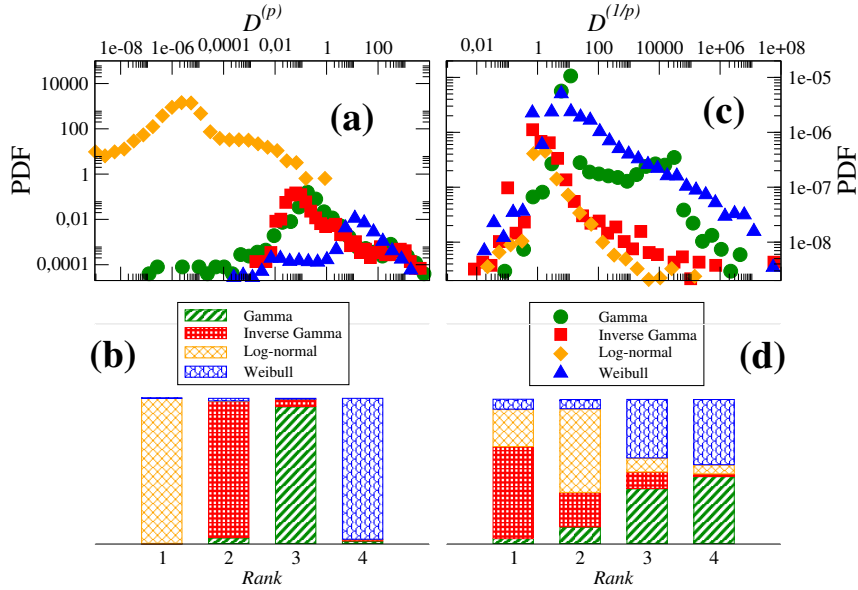 D(p) D(1/p)
1e-08 1e-06 0,0001 0,01 1 100 0,01 1 100 10000 1e+06 1e+08
10000 (a) (c) 1e-05
100 1e-06
PDF 1 PDF 1e-07
0,01 1e-08
0,0001
(b) Gamma Gamma (d)
Inverse Gamma Inverse Gamma
Log-normal Log-normal
Weibull Weibull
1 2 3 4 1 2 3 4
Rank Rank